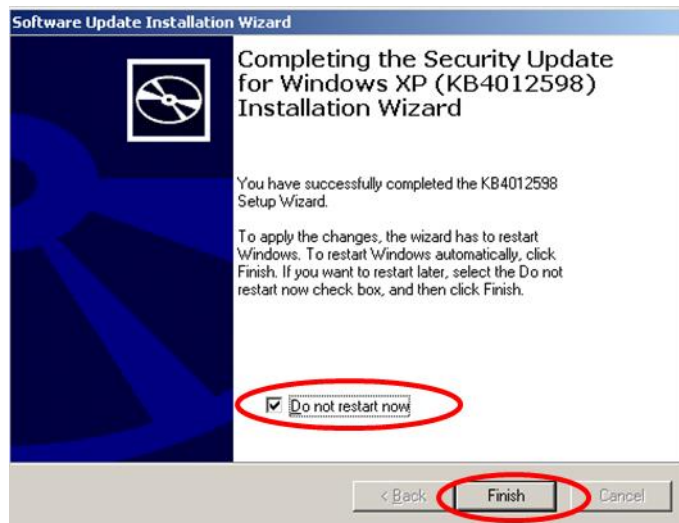 Software Update Installation Wizard
Completing the Security Update
for Windows XP (KB4012598)
Installation Wizard
You have successfully completed the KB4012598
Setup Wizard.
To apply the changes, the wizard has to restart
Windows. To restart Windows automatically, click
Finish. If you want to restart later, select the Do not
restart now check box, and then click Finish.
Do not restart now
< Back Finish Cancel